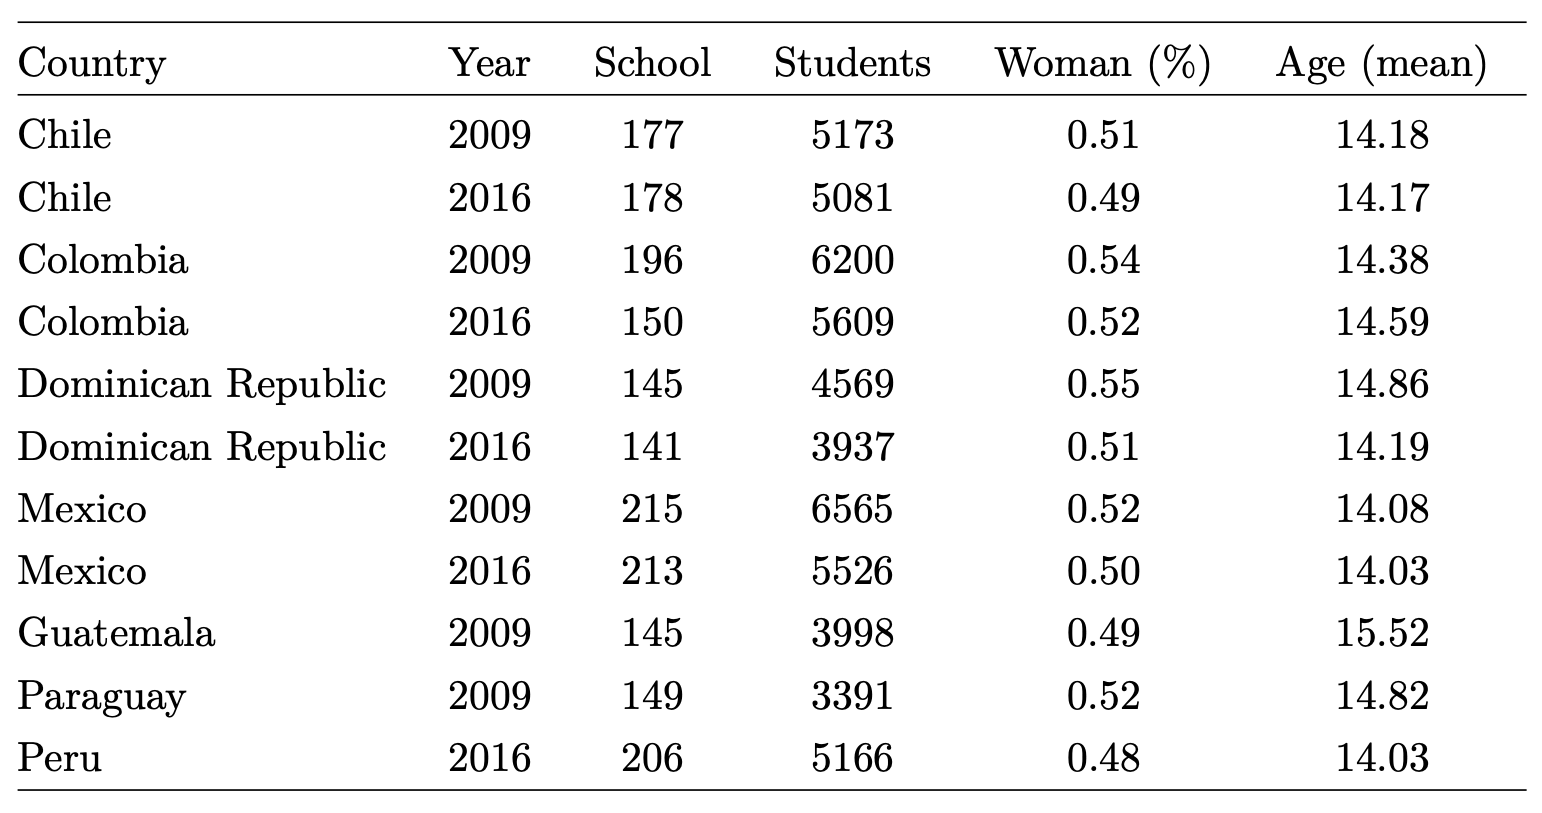 Country Year School Students Woman (%) Age (mean)
Chile 2009 177 5173 0.51 14.18
Chile 2016 178 5081 0.49 14.17
Colombia 2009 196 6200 0.54 14.38
Colombia 2016 150 5609 0.52 14.59
Dominican Republic 2009 145 4569 0.55 14.86
Dominican Republic 2016 141 3937 0.51 14.19
Mexico 2009 215 6565 0.52 14.08
Mexico 2016 213 5526 0.50 14.03
Guatemala 2009 145 3998 0.49 15.52
Paraguay 2009 149 3391 0.52 14.82
Peru 2016 206 5166 0.48 14.03